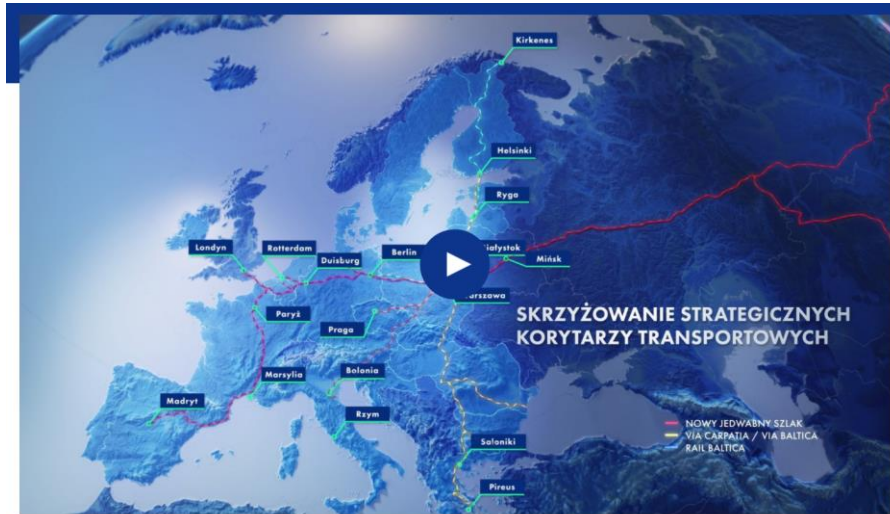 Kirkenes
Helsinki
Ryga
Londyn
Rotterdam
Duisburg
Berlin
Mińsk
Paryż
Praga
SKRZYŻOWANIE STRATEGICZNYCH
KORYTARZY TRANSPORTOWYCH
Madryt
Marsylia
Bolonia
Rzym
Saloniki
Pireus
NOWY JEDWABNY SZLAK
VIA CARPATIA / VIA BALTICA
RAIL BALTICA